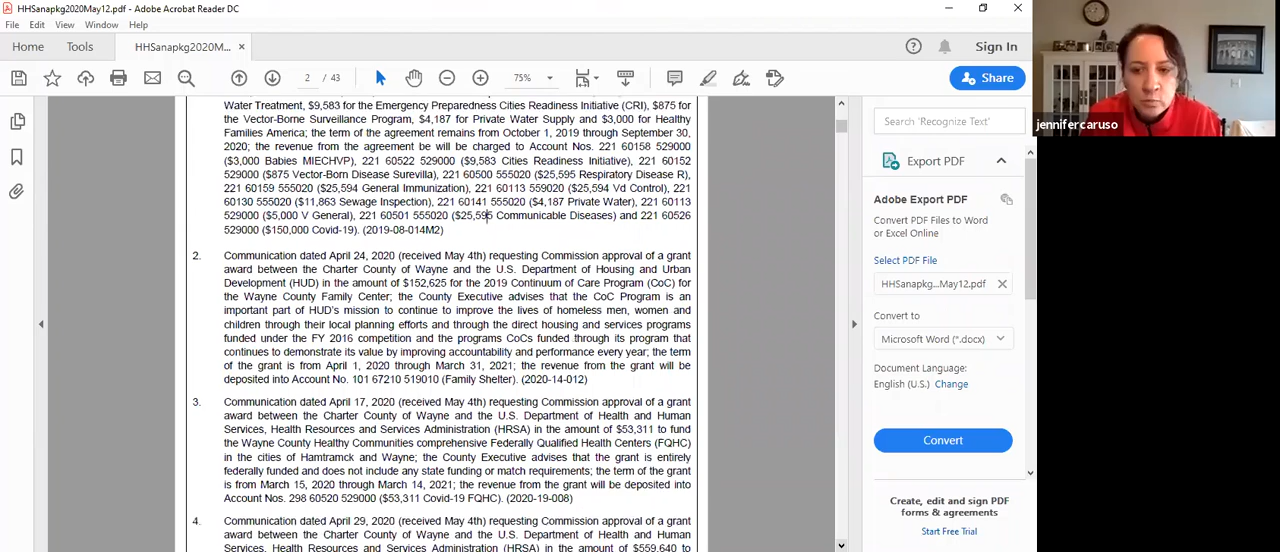 HHSanapkg2020May12.pdf - Adobe Acrobat Reader DC
File Edit View Window Help
Home Tools HHSanapkg2020M... × Sign In
2 / 43 75% Share
Water Treatment, $9,583 for the Emergency Preparedness Cities Readiness Initiative (CRI), $875 for
the Vector-Borne Surveillance Program, $4,187 for Private Water Supply and $3,000 for Healthy
Families America; the term of the agreement remains from October 1, 2019 through September 30,
2020; the revenue from the agreement be will be charged to Account Nos. 221 60158 529000
($3,000 Babies MIECHVP), 221 60522 529000 ($9,583 Cities Readiness Initiative), 221 60152
529000 ($875 Vector-Born Disease Surevilla), 221 60500 555020 ($25,595 Respiratory Disease R),
221 60159 555020 ($25,594 General Immunization), 221 60113 559020 ($25,594 Vd Control), 221
60130 555020 ($11,863 Sewage Inspection), 221 60141 555020 ($4,187 Private Water), 221 60113
529000 ($5,000 V General), 221 60501 555020 ($25,595 Communicable Diseases) and 221 60526
529000 ($150,000 Covid-19). (2019-08-014M2)
2. Communication dated April 24, 2020 (received May 4th) requesting Commission approval of a grant
award between the Charter County of Wayne and the U.S. Department of Housing and Urban
Development (HUD) in the amount of $152,625 for the 2019 Continuum of Care Program (CoC) for
the Wayne County Family Center; the County Executive advises that the CoC Program is an
important part of HUD's mission to continue to improve the lives of homeless men, women and
children through their local planning efforts and through the direct housing and services programs
funded under the FY 2016 competition and the programs CoCs funded through its program that
continues to demonstrate its value by improving accountability and performance every year; the term
of the grant is from April 1, 2020 through March 31, 2021; the revenue from the grant will be
deposited into Account No. 101 67210 519010 (Family Shelter). (2020-14-012)
3. Communication dated April 17, 2020 (received May 4th) requesting Commission approval of a grant
award between the Charter County of Wayne and the U.S. Department of Health and Human
Services, Health Resources and Services Administration (HRSA) in the amount of $53,311 to fund
the Wayne County Healthy Communities comprehensive Federally Qualified Health Centers (FQHC)
in the cities of Hamtramck and Wayne; the County Executive advises that the grant is entirely
federally funded and does not include any state funding or match requirements; the term of the grant
is from March 15, 2020 through March 14, 2021; the revenue from the grant will be deposited into
Account Nos. 298 60520 529000 ($53,311 Covid-19 FQHC). (2020-19-008)
4. Communication dated April 29, 2020 (received May 4th) requesting Commission approval of a grant
award between the Charter County of Wayne and the U.S. Department of Health and Human
Services, Health Resources and Services Administration (HRSA) in the amount of $559,640 to
Search 'Recognize Text'
Export PDF
Adobe Export PDF
Convert PDF Files to Word
or Excel Online
Select PDF File
HHSanapkg...May12.pdf
Convert to
Microsoft Word (*.docx)
Document Language:
English (U.S.) Change
Convert
Create, edit and sign PDF
forms & agreements
Start Free Trial
jennifercaruso